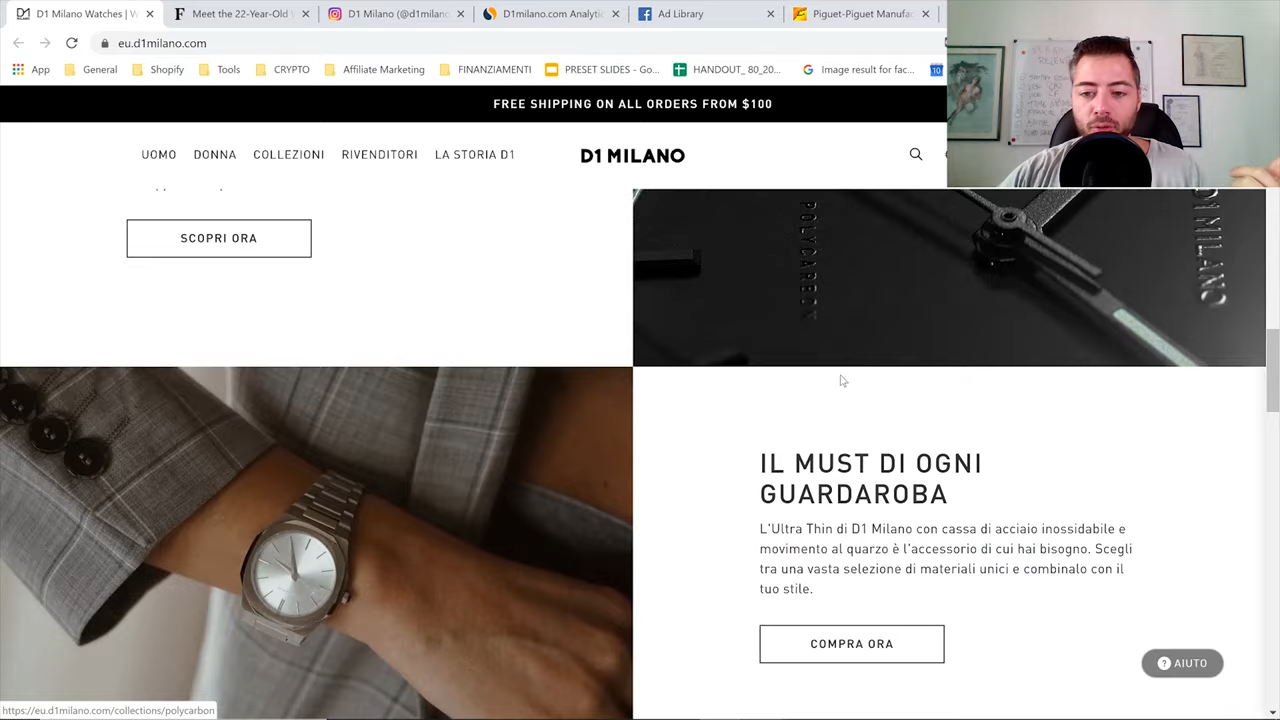 D1 Milano Watches | W
Meet the 22-Year-Old
D1 Milano (@d1milano
D1milano.com Analytic
Ad Library
Piguet-Piguet Manufac
eu.d1milano.com
App
General
Shopify
Tools
CRYPTO
Affiliate Marketing
FINANZIAMENTI
PRESET SLIDES - Go...
HANDOUT_ 80_20...
Image result for fac...
10
FREE SHIPPING ON ALL ORDERS FROM $100
UOMO DONNA COLLEZIONI RIVENDITORI LA STORIA D1
D1 MILANO
SCOPRI ORA
POLYCARBON
D1 MILANO
IL MUST DI OGNI
GUARDAROBA
L'Ultra Thin di D1 Milano con cassa di acciaio inossidabile e
movimento al quarzo è l'accessorio di cui hai bisogno. Scegli
tra una vasta selezione di materiali unici e combinalo con il
tuo stile.
COMPRA ORA
? AIUTO
https://eu.d1milano.com/collections/polycarbon